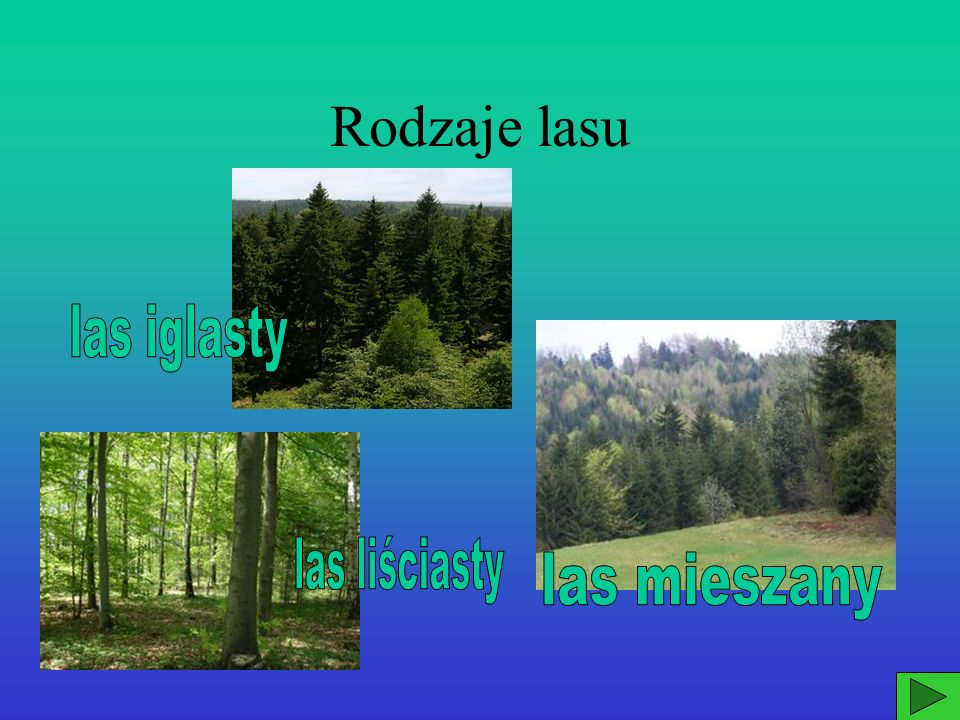 Rodzaje lasu
las iglasty
las liściasty
las mieszany